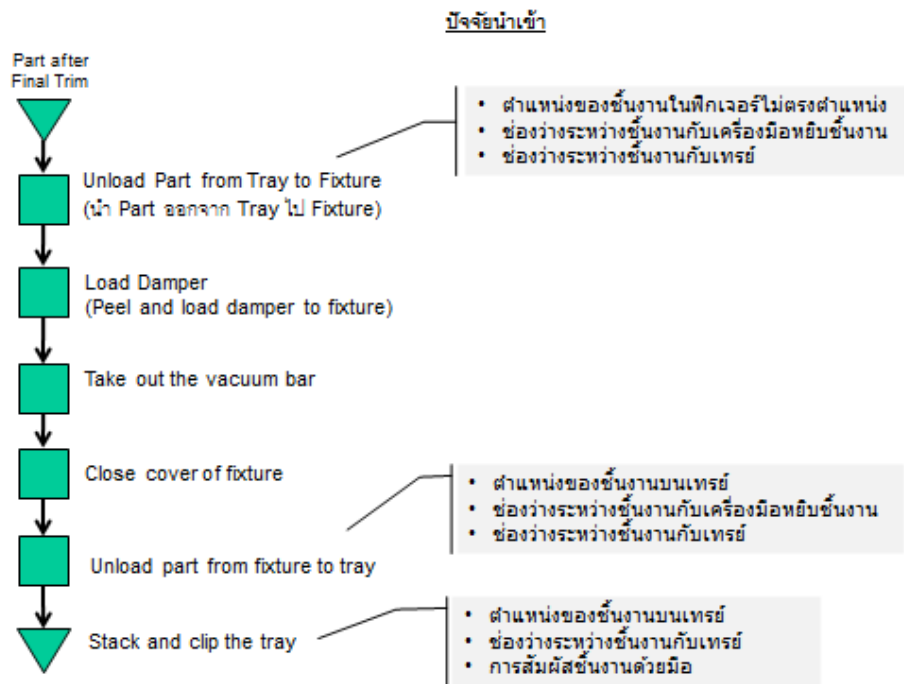 ปัจจัยนำเข้า
Part after
Final Trim
• ตำแหน่งของชิ้นงานในฟิกเจอร์ไม่ตรงตำแหน่ง
• ช่องว่างระหว่างชิ้นงานกับเครื่องมือหยิบชิ้นงาน
• ช่องว่างระหว่างชิ้นงานกับเทรย์
Unload Part from Tray to Fixture
(นำ Part ออกจาก Tray ไป Fixture)
Load Damper
(Peel and load damper to fixture)
Take out the vacuum bar
Close cover of fixture
• ตำแหน่งของชิ้นงานบนเทรย์
• ช่องว่างระหว่างชิ้นงานกับเครื่องมือหยิบชิ้นงาน
• ช่องว่างระหว่างชิ้นงานกับเทรย์
Unload part from fixture to tray
Stack and clip the tray
• ตำแหน่งของชิ้นงานบนเทรย์
• ช่องว่างระหว่างชิ้นงานกับเทรย์
• การสัมผัสชิ้นงานด้วยมือ